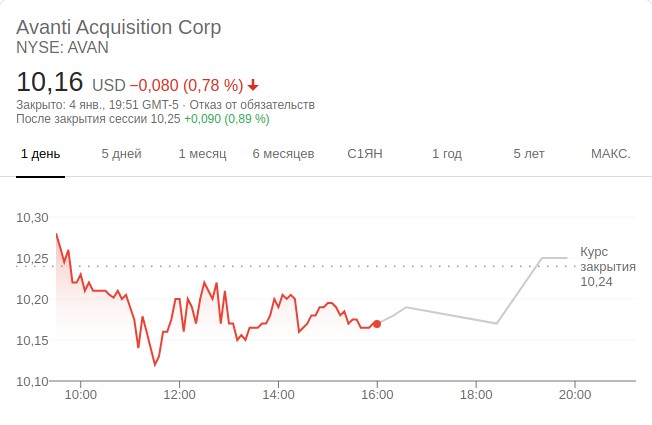 Avanti Acquisition Corp
NYSE: AVAN
10,16 USD −0,080 (0,78 %)
Закрыто: 4 янв., 19:51 GMT-5 · Отказ от обязательств
После закрытия сессии 10,25 +0,090 (0,89 %)
1 день 5 дней 1 месяц 6 месяцев С1ЯН 1 год 5 лет МАКС.
10,30
10,25
10,20
10,15
10,10
Курс
закрытия
10,24
10:00 12:00 14:00 16:00 18:00 20:00